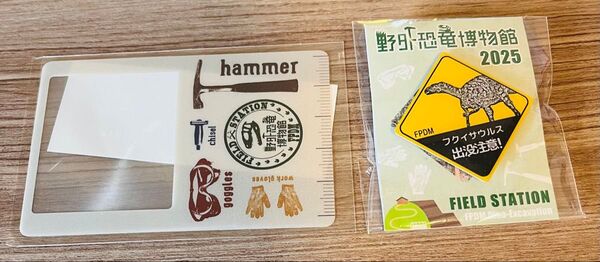 hammer
FIELD STATION
FPDM
野外恐竜
博物館
chisel
goggles
work gloves
野外恐竜博物館
2025
FPDM
フクイサウルス
出没注意!
FIELD STATION
FPDM Dino-Excavation